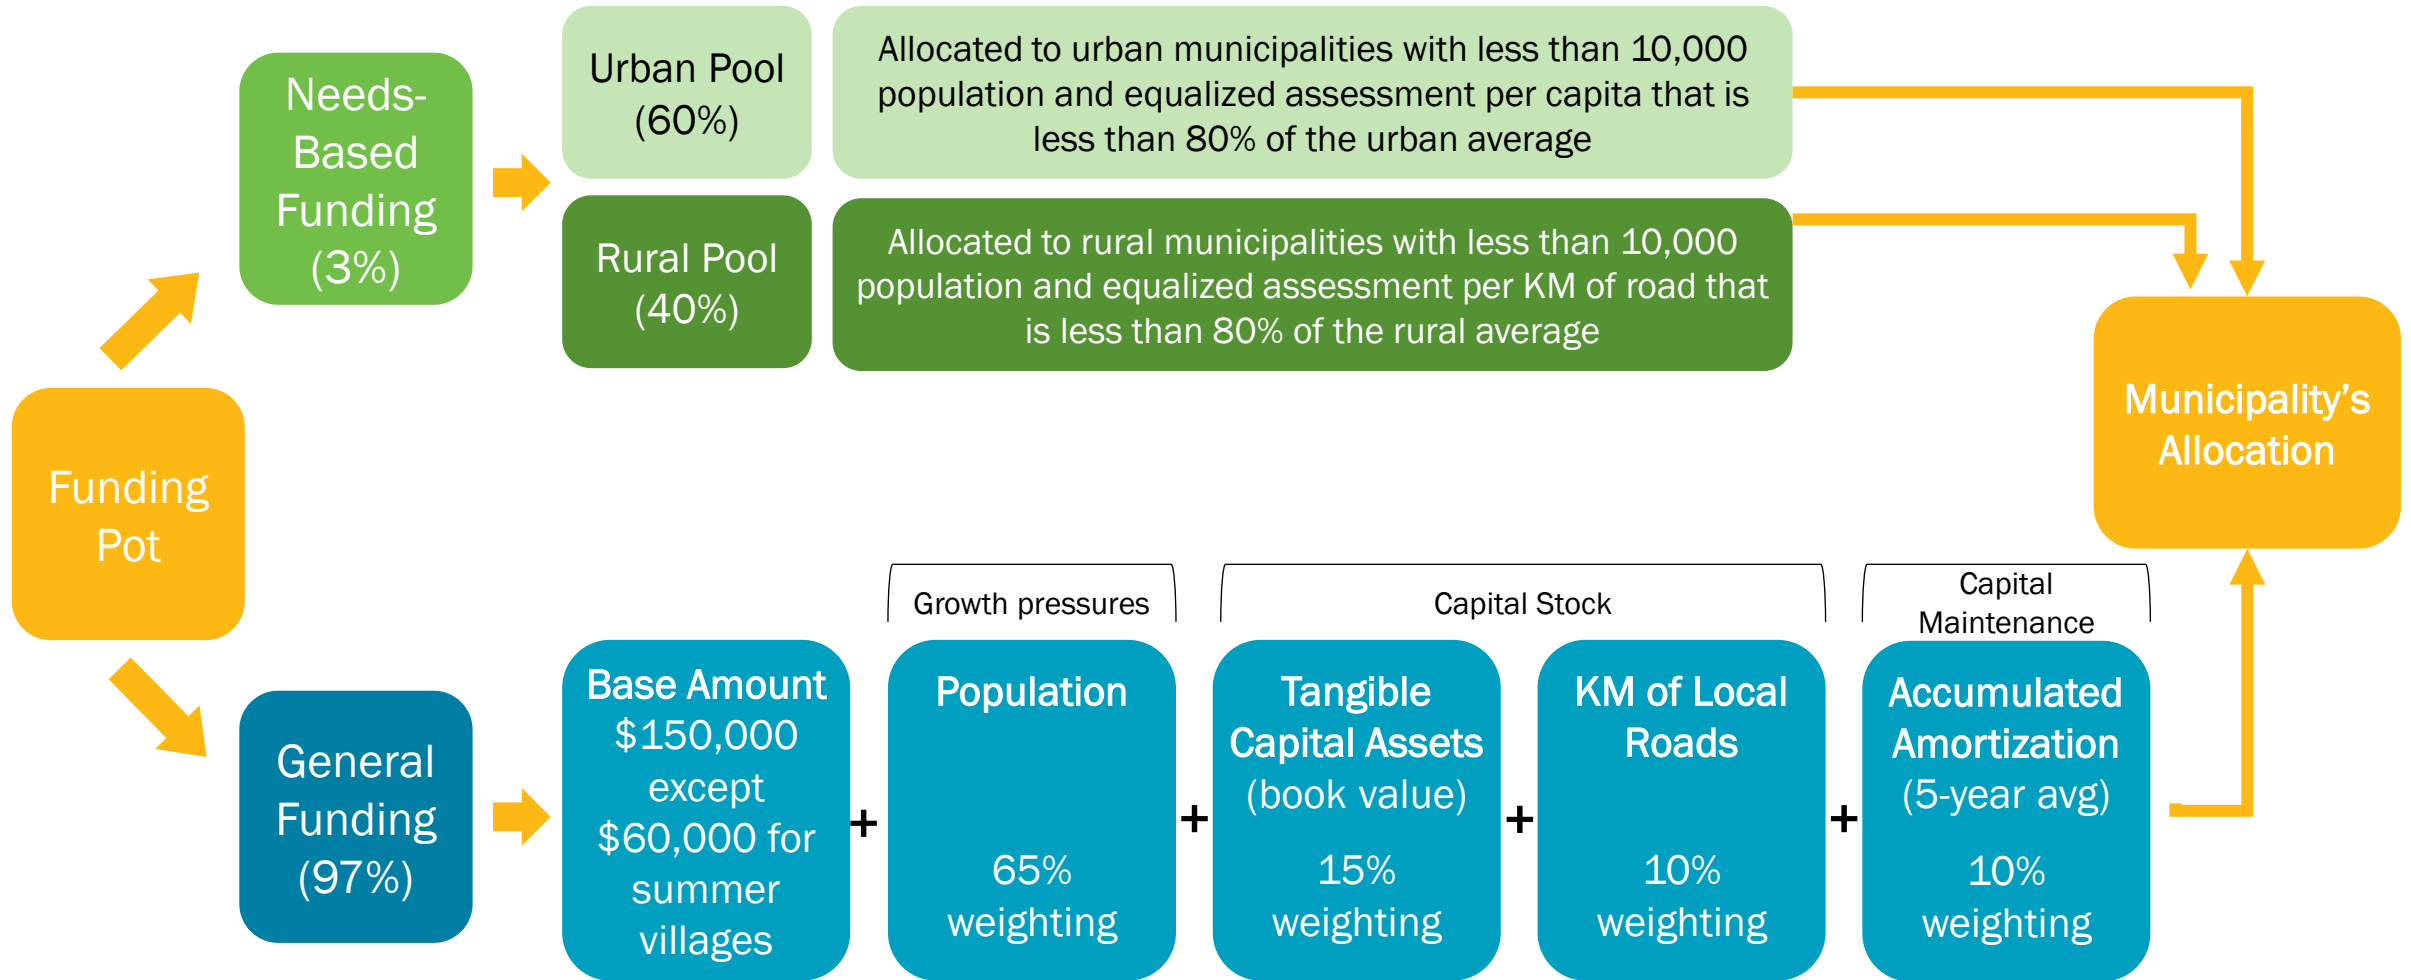 Funding
Pot
Needs-
Based
Funding
(3%)
Urban Pool
(60%)
Allocated to urban municipalities with less than 10,000
population and equalized assessment per capita that is
less than 80% of the urban average
Rural Pool
(40%)
Allocated to rural municipalities with less than 10,000
population and equalized assessment per KM of road that
is less than 80% of the rural average
Municipality’s
Allocation
General
Funding
(97%)
Base Amount
$150,000
except
$60,000 for
summer
villages
+
Growth pressures
Population
65%
weighting
+
Capital Stock
Tangible
Capital Assets
(book value)
15%
weighting
+
KM of Local
Roads
10%
weighting
+
Capital
Maintenance
Accumulated
Amortization
(5-year avg)
10%
weighting